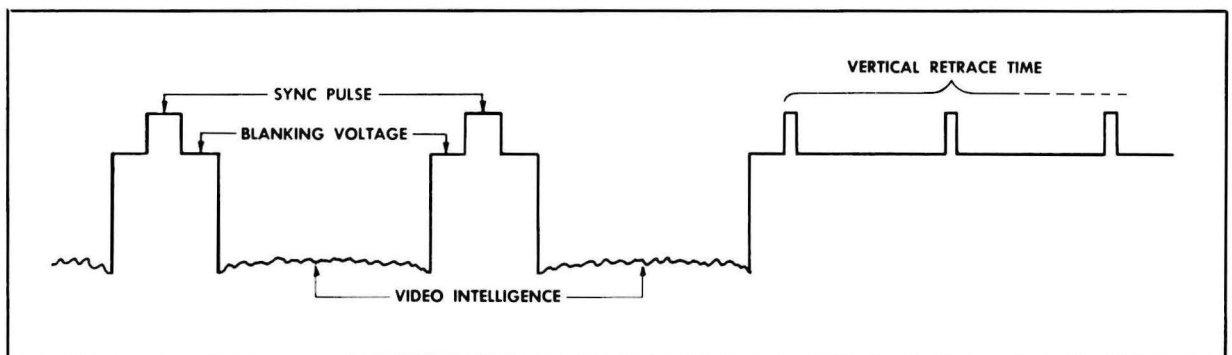 VERTICAL RETRACE TIME
SYNC PULSE
BLANKING VOLTAGE
VIDEO INTELLIGENCE